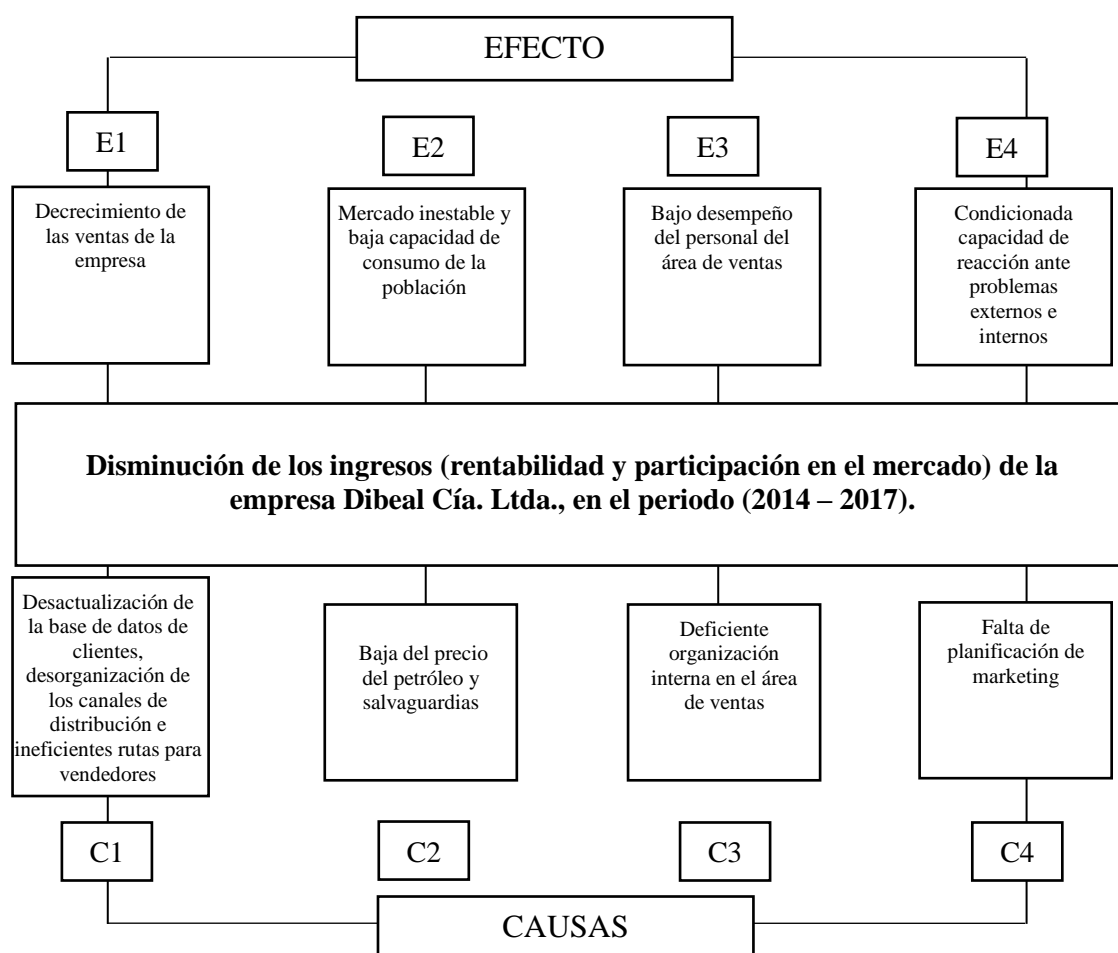 EFECTO
E1
E2
E3
E4
Decrecimiento de
las ventas de la
empresa
Mercado inestable y
baja capacidad de
consumo de la
población
Bajo desempeño
del personal del
área de ventas
Condicionada
capacidad de
reacción ante
problemas
externos e
internos
Disminución de los ingresos (rentabilidad y participación en el mercado) de la
empresa Dibeal Cía. Ltda., en el periodo (2014 – 2017).
Desactualización de
la base de datos de
clientes,
desorganización de
los canales de
distribución e
ineficientes rutas para
vendedores
Baja del precio
del petróleo y
salvaguardias
Deficiente
organización
interna en el área
de ventas
Falta de
planificación de
marketing
C1
C2
C3
C4
CAUSAS